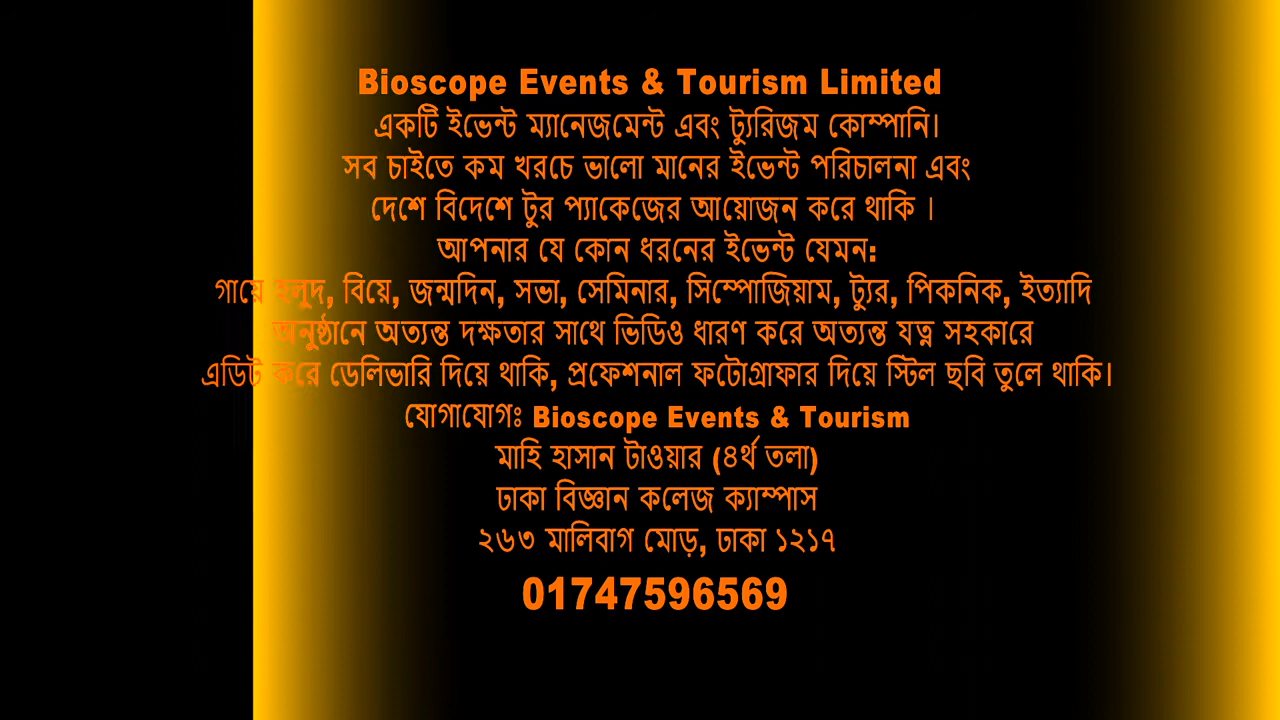 Bioscope Events & Tourism Limited
একটি ইভেন্ট ম্যানেজমেন্ট এবং ট্যুরিজম কোম্পানি।
সব চাইতে কম খরচে ভালো মানের ইভেন্ট পরিচালনা এবং
দেশে বিদেশে টুর প্যাকেজের আয়োজন করে থাকি ।
আপনার যে কোন ধরনের ইভেন্ট যেমন:
গায়ে হলুদ, বিয়ে, জন্মদিন, সভা, সেমিনার, সিম্পোজিয়াম, ট্যুর, পিকনিক, ইত্যাদি
অনুষ্ঠানে অত্যন্ত দক্ষতার সাথে ভিডিও ধারণ করে অত্যন্ত যত্ন সহকারে
এডিট করে ডেলিভারি দিয়ে থাকি, প্রফেশনাল ফটোগ্রাফার দিয়ে স্টিল ছবি তুলে থাকি।
যোগাযোগঃ Bioscope Events & Tourism
মাহি হাসান টাওয়ার (৪র্থ তলা)
ঢাকা বিজ্ঞান কলেজ ক্যাম্পাস
২৬৩ মালিবাগ মোড়, ঢাকা ১২১৭
01747596569